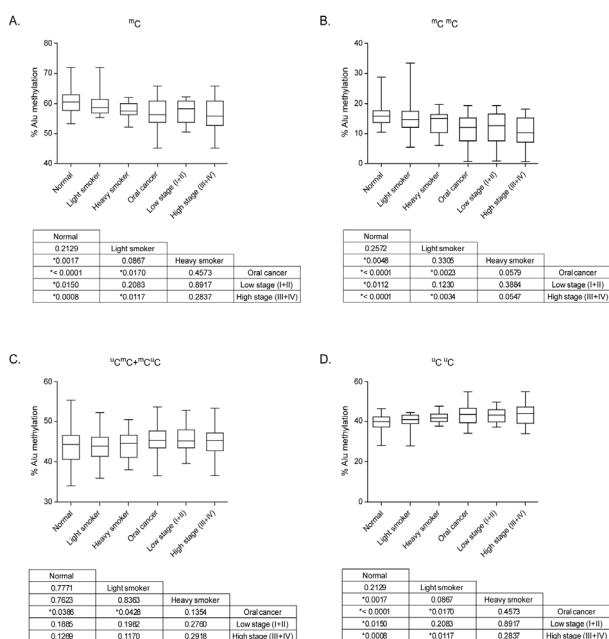 A.
ᵐC
% Alu methylation
80
70
60
50
40
Normal
Light smoker
Heavy smoker
Oral cancer
Low stage (I+II)
High stage (III+IV)
Normal
0.2129 Light smoker
*0.0017 0.0867 Heavy smoker
*< 0.0001 *0.0170 0.4573 Oral cancer
*0.0150 0.2083 0.8917 Low stage (I+II)
*0.0008 *0.0117 0.2837 High stage (III+IV)
B.
ᵐC ᵐC
% Alu methylation
40
30
20
10
0
Normal
Light smoker
Heavy smoker
Oral cancer
Low stage (I+II)
High stage (III+IV)
Normal
0.2572 Light smoker
*0.0048 0.3305 Heavy smoker
*< 0.0001 *0.0023 0.0579 Oral cancer
*0.0112 0.1230 0.3884 Low stage (I+II)
*< 0.0001 *0.0034 0.0547 High stage (III+IV)
C.
ᵘCᵐC+ᵐCᵘC
% Alu methylation
60
50
40
30
Normal
Light smoker
Heavy smoker
Oral cancer
Low stage (I+II)
High stage (III+IV)
Normal
0.7771 Light smoker
0.7623 0.8363 Heavy smoker
*0.0386 *0.0428 0.1354 Oral cancer
0.1885 0.1982 0.2760 Low stage (I+II)
0.1269 0.1170 0.2918 High stage (III+IV)
D.
ᵘC ᵘC
% Alu methylation
60
50
40
30
20
10
0
Normal
Light smoker
Heavy smoker
Oral cancer
Low stage (I+II)
High stage (III+IV)
Normal
0.2129 Light smoker
*0.0017 0.0867 Heavy smoker
*< 0.0001 *0.0170 0.4573 Oral cancer
*0.0150 0.2083 0.8917 Low stage (I+II)
*0.0008 *0.0117 0.2837 High stage (III+IV)